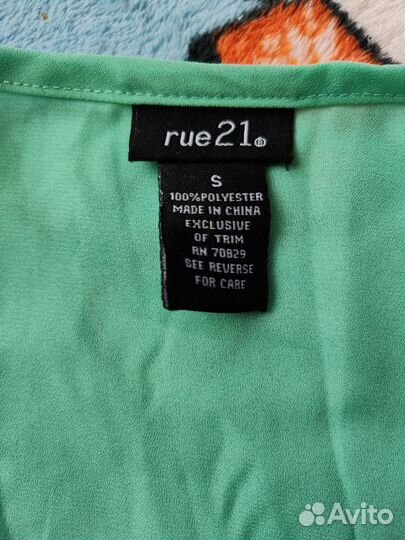 rue21®
S
100%POLYESTER
MADE IN CHINA
EXCLUSIVE
OF TRIM
RN 70829
SEE REVERSE
FOR CARE
Avito